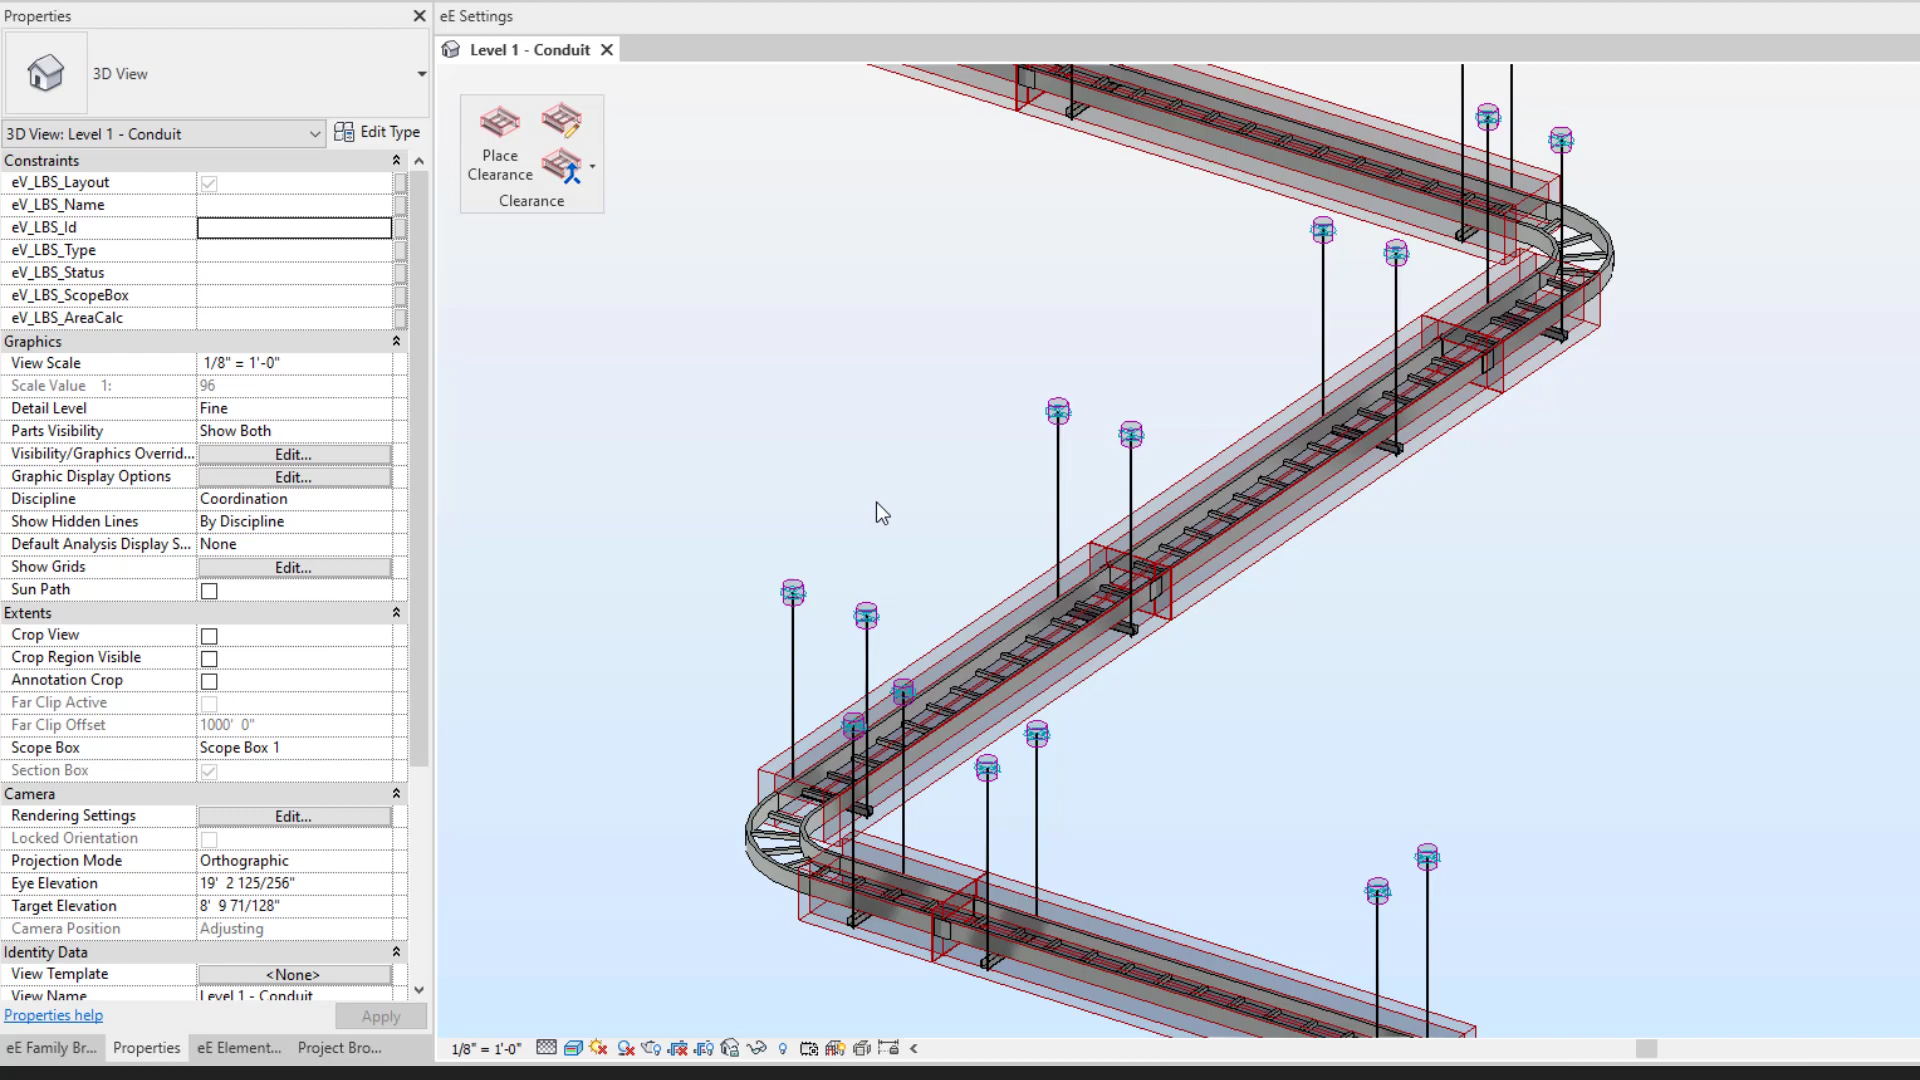 Properties
eE Settings
Level 1 - Conduit
3D View
3D View: Level 1 - Conduit
Edit Type
Constraints
eV_LBS_Layout
eV_LBS_Name
eV_LBS_Id
eV_LBS_Type
eV_LBS_Status
eV_LBS_ScopeBox
eV_LBS_AreaCalc
Graphics
View Scale 1/8" = 1'-0"
Scale Value 1: 96
Detail Level Fine
Parts Visibility Show Both
Visibility/Graphics Overrid... Edit...
Graphic Display Options Edit...
Discipline Coordination
Show Hidden Lines By Discipline
Default Analysis Display S... None
Show Grids Edit...
Sun Path
Extents
Crop View
Crop Region Visible
Annotation Crop
Far Clip Active
Far Clip Offset 1000' 0"
Scope Box Scope Box 1
Section Box
Camera
Rendering Settings Edit...
Locked Orientation
Projection Mode Orthographic
Eye Elevation 19' 2 125/256"
Target Elevation 8' 9 71/128"
Camera Position Adjusting
Identity Data
View Template <None>
View Name Level 1 - Conduit
Properties help
Apply
eE Family Br...
Properties
eE Element...
Project Bro...
Place
Clearance
Clearance
1/8" = 1'-0"